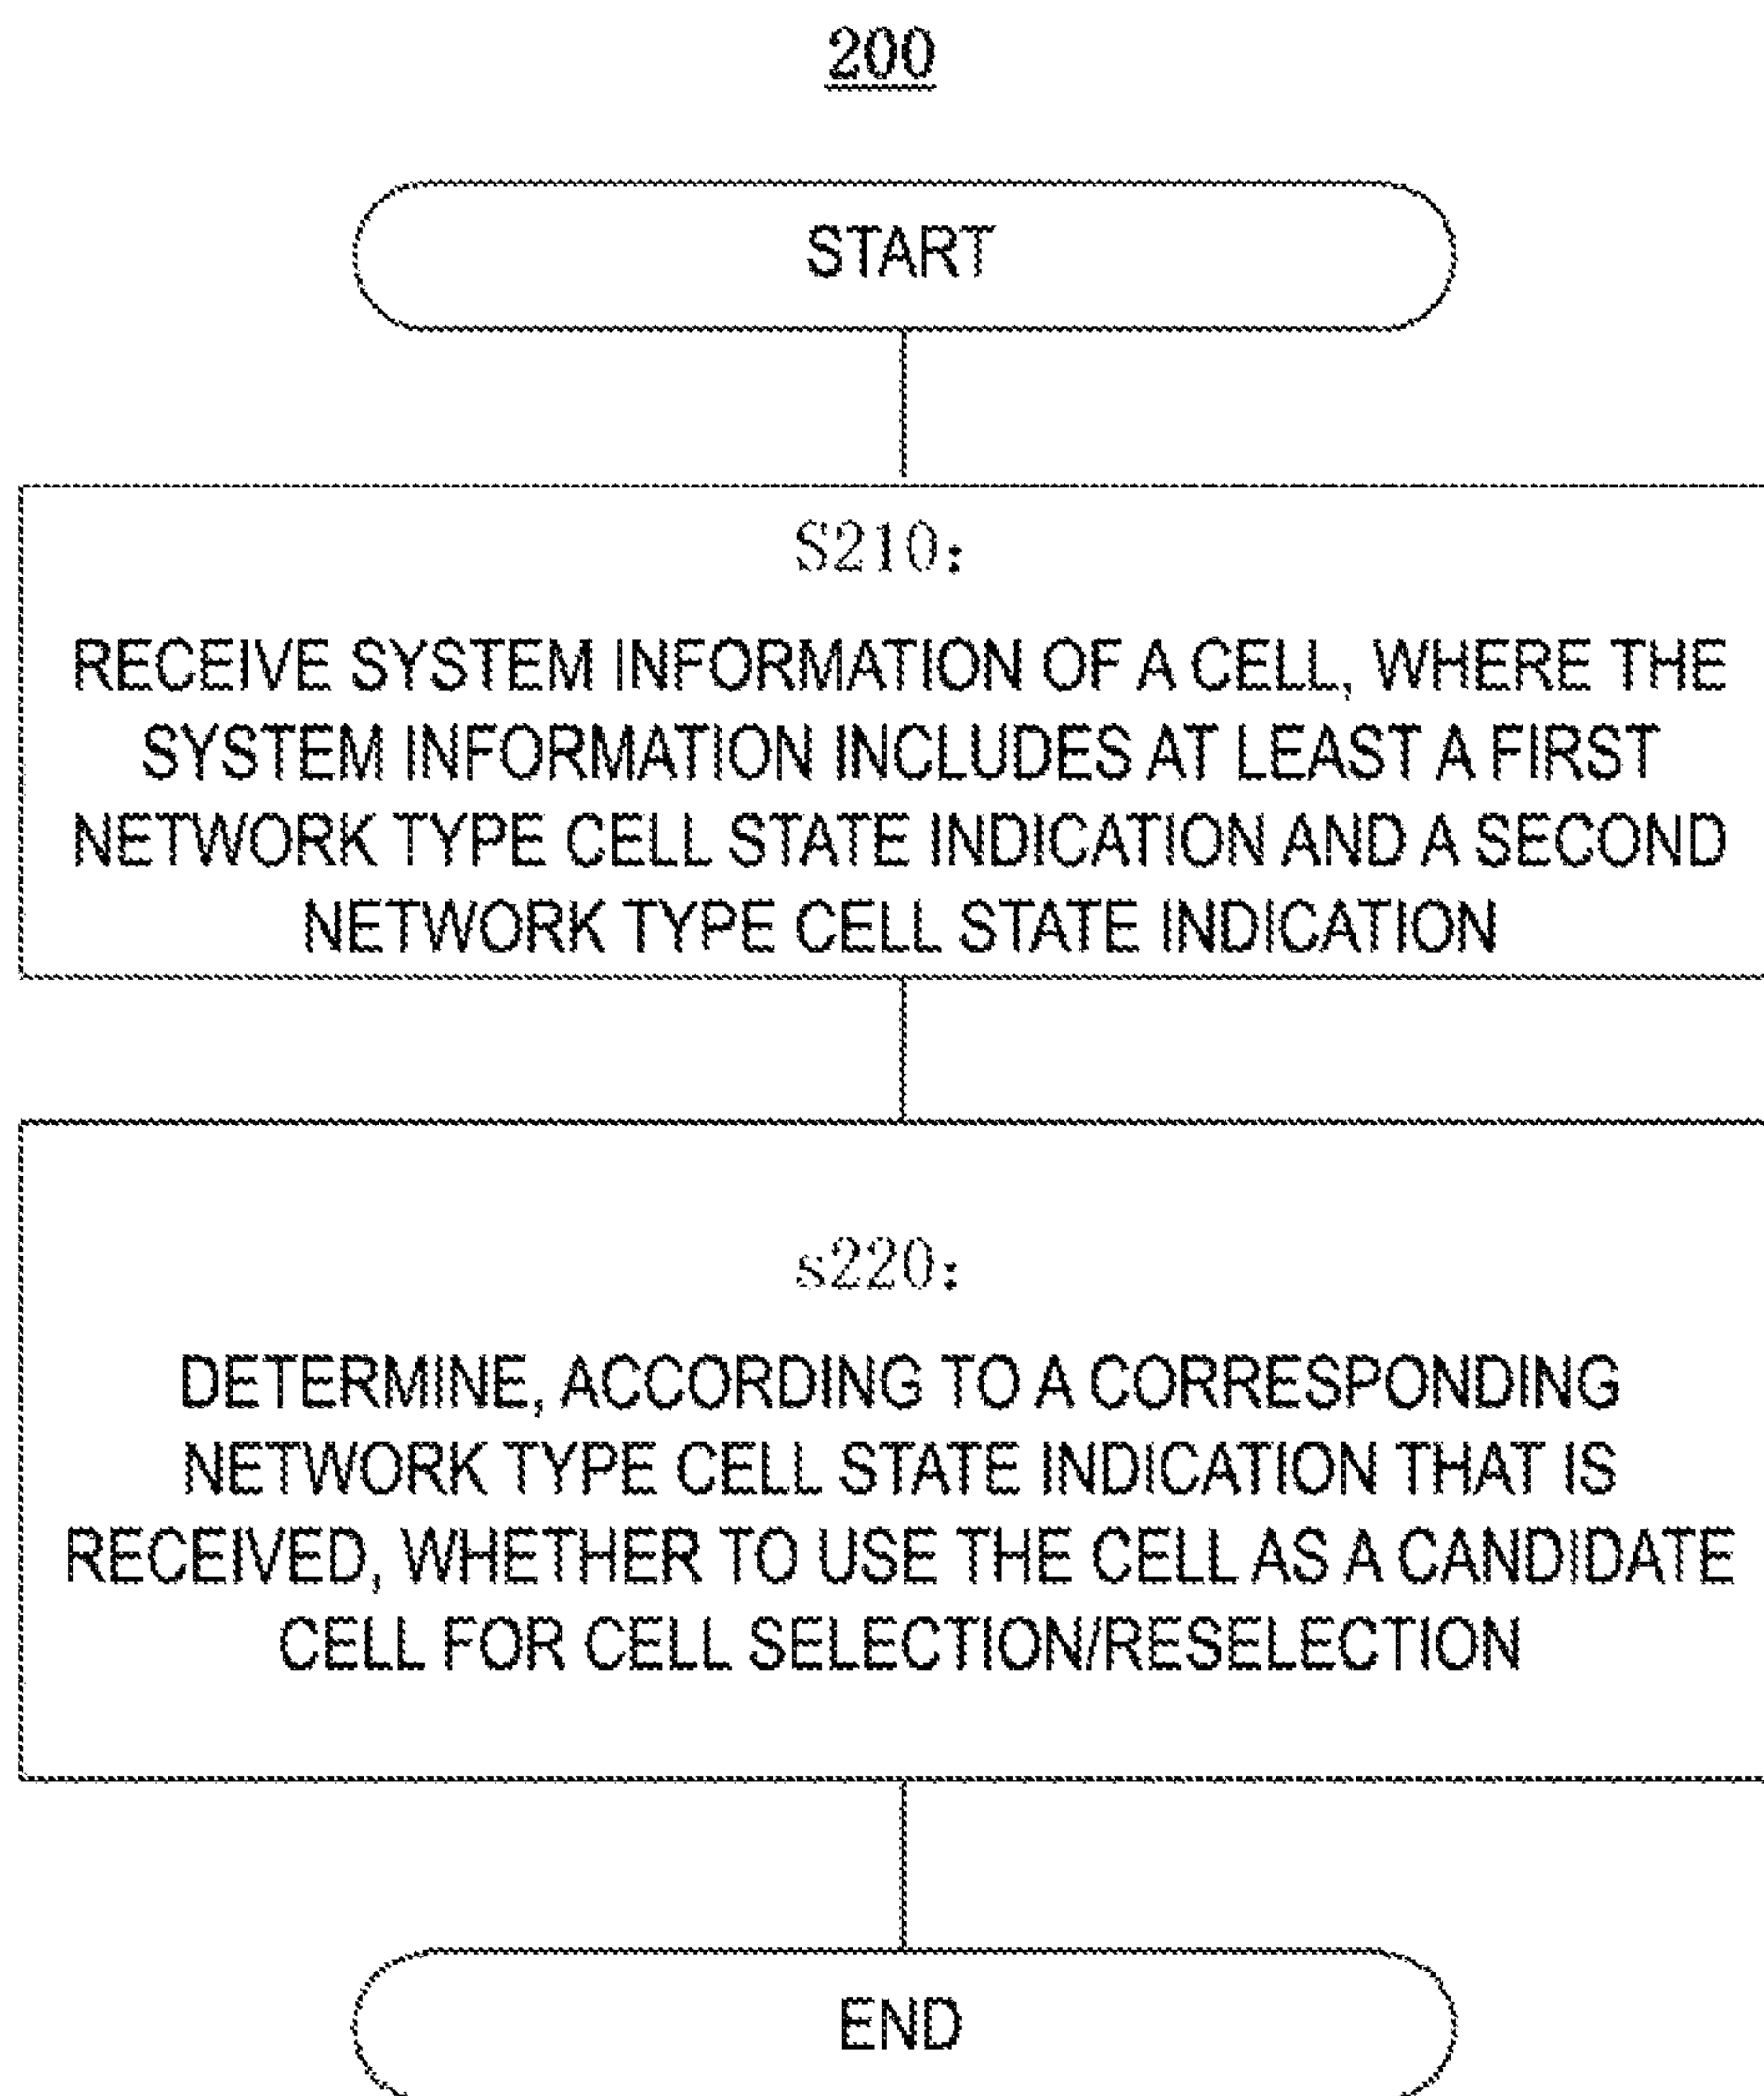 200
START
S210:
RECEIVE SYSTEM INFORMATION OF A CELL, WHERE THE
SYSTEM INFORMATION INCLUDES AT LEAST A FIRST
NETWORK TYPE CELL STATE INDICATION AND A SECOND
NETWORK TYPE CELL STATE INDICATION
s220:
DETERMINE, ACCORDING TO A CORRESPONDING
NETWORK TYPE CELL STATE INDICATION THAT IS
RECEIVED, WHETHER TO USE THE CELL AS A CANDIDATE
CELL FOR CELL SELECTION/RESELECTION
END